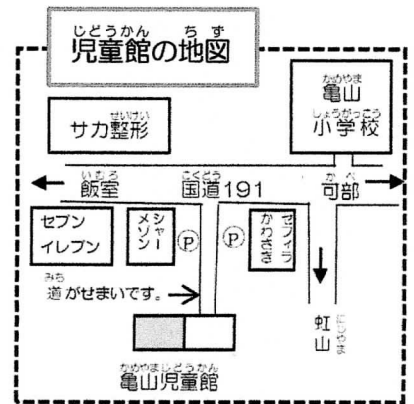 じどうかん ちず
児童館の地図
かめやま
亀山
しょうがっこう
小学校
せいけい
サカ整形
いむろ こくどう かべ
飯室 国道191 可部
セブン
イレブン
シャー
メゾン
P
P
セフィラ
かわさき
みち
道がせまいです。
にじやま
虹山
かめやまじどうかん
亀山児童館